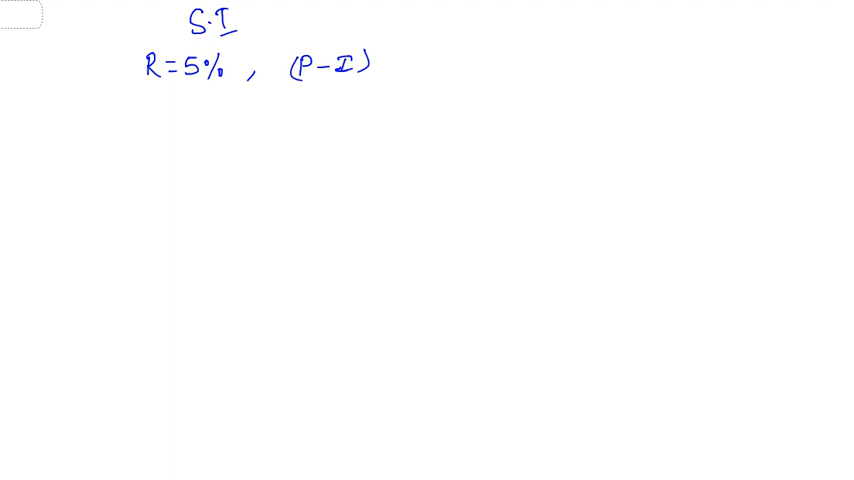 S.I
R = 5% , (P - I)